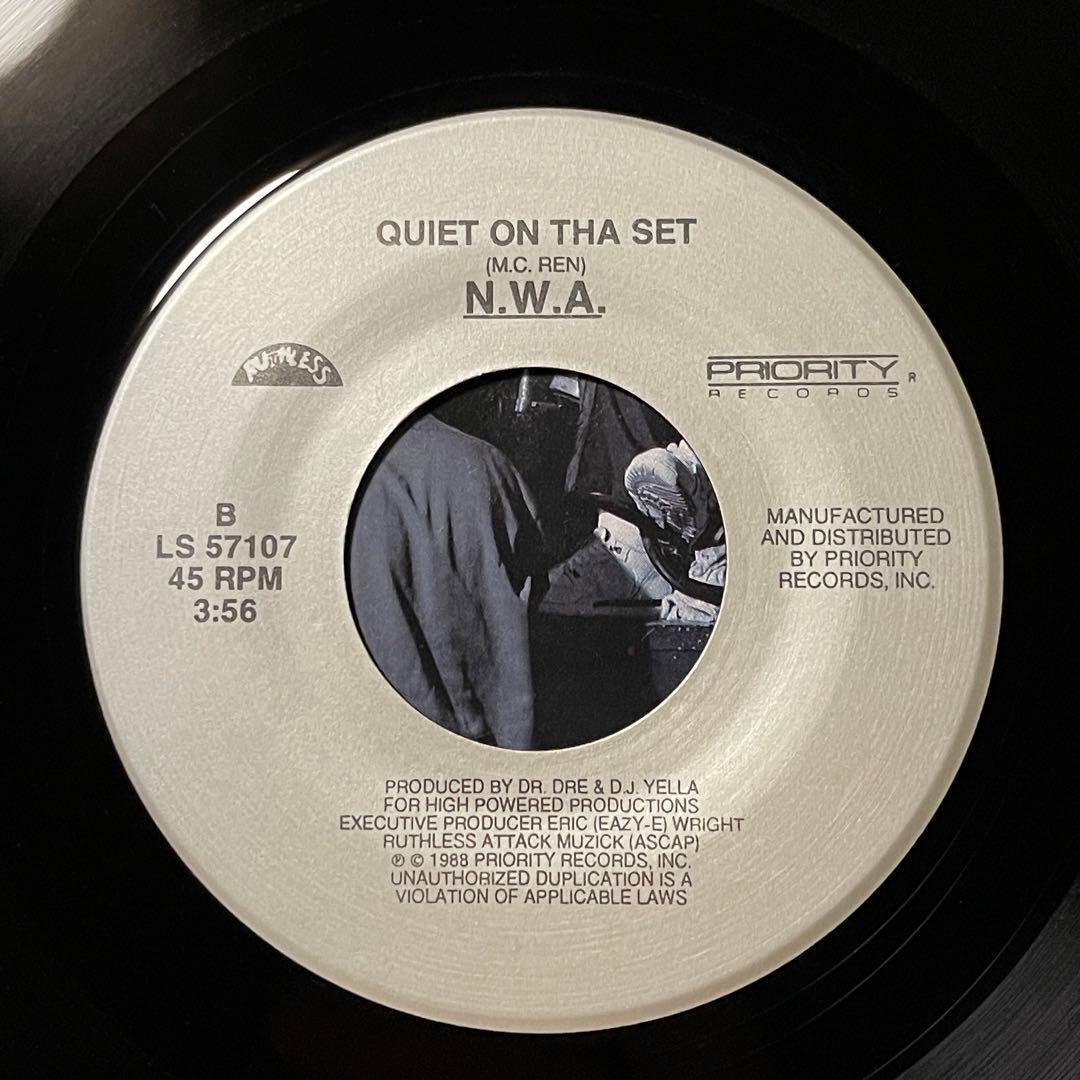 QUIET ON THA SET
(M.C. REN)
N.W.A.
RUTHLESS
PRIORITY R
RECORDS
B
LS 57107
45 RPM
3:56
MANUFACTURED
AND DISTRIBUTED
BY PRIORITY
RECORDS, INC.
PRODUCED BY DR. DRE & D.J. YELLA
FOR HIGH POWERED PRODUCTIONS
EXECUTIVE PRODUCER ERIC (EAZY-E) WRIGHT
RUTHLESS ATTACK MUZICK (ASCAP)
℗ © 1988 PRIORITY RECORDS, INC.
UNAUTHORIZED DUPLICATION IS A
VIOLATION OF APPLICABLE LAWS